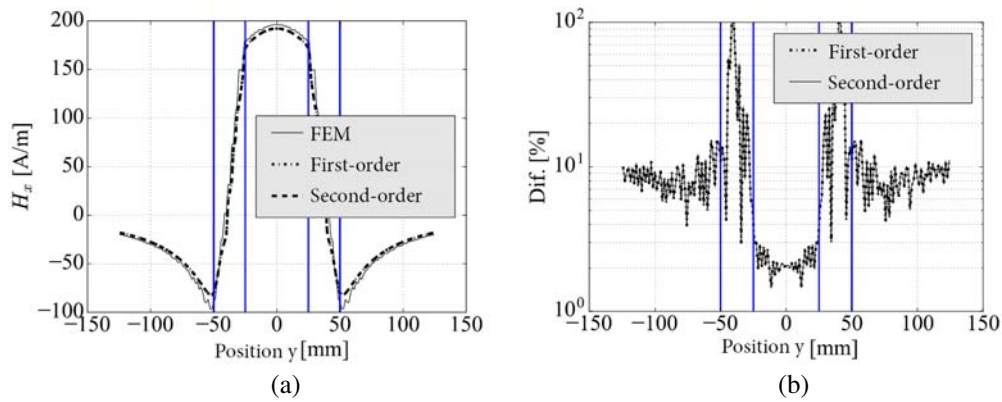 200
150
100
50
0
−50
−100
H_x [A/m]
FEM
First-order
Second-order
−150 −100 −50 0 50 100 150
Position y [mm]
(a)
10^2
10^1
10^0
Dif. [%]
First-order
Second-order
−150 −100 −50 0 50 100 150
Position y [mm]
(b)